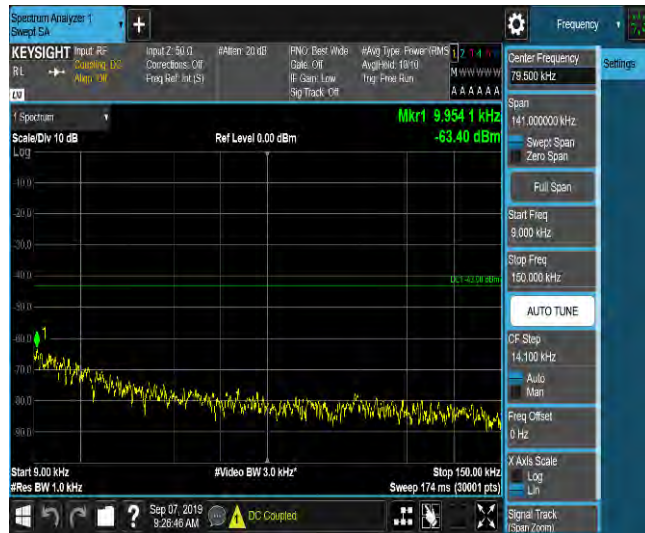 Spectrum Analyzer 1
Swept SA
+
Frequency
KEYSIGHT
RL
Input: RF
Coupling: DC
Align: Off
Input Z: 50 Ω
Corrections: Off
Freq Ref: Int (S)
#Atten: 20 dB
PNO: Best Wide
Gate: Off
IF Gain: Low
Sig Track: Off
#Avg Type: Power (RMS
Avg|Hold: 10/10
Trig: Free Run
M W W W W W
A A A A A A
1 Spectrum
Scale/Div 10 dB
Log
Ref Level 0.00 dBm
Mkr1 9.954 1 kHz
-63.40 dBm
-10.0
-20.0
-30.0
-40.0
-50.0
-60.0
-70.0
-80.0
-90.0
1
Start 9.00 kHz
#Res BW 1.0 kHz
#Video BW 3.0 kHz*
Stop 150.00 kHz
Sweep 174 ms (30001 pts)
Sep 07, 2019
9:26:46 AM
DC Coupled
Center Frequency
79.500 kHz
Settings
Span
141.000000 kHz
Swept Span
Zero Span
Full Span
Start Freq
9.000 kHz
Stop Freq
150.000 kHz
AUTO TUNE
CF Step
14.100 kHz
Auto
Man
Freq Offset
0 Hz
X Axis Scale
Log
Lin
Signal Track
(Span Zoom)